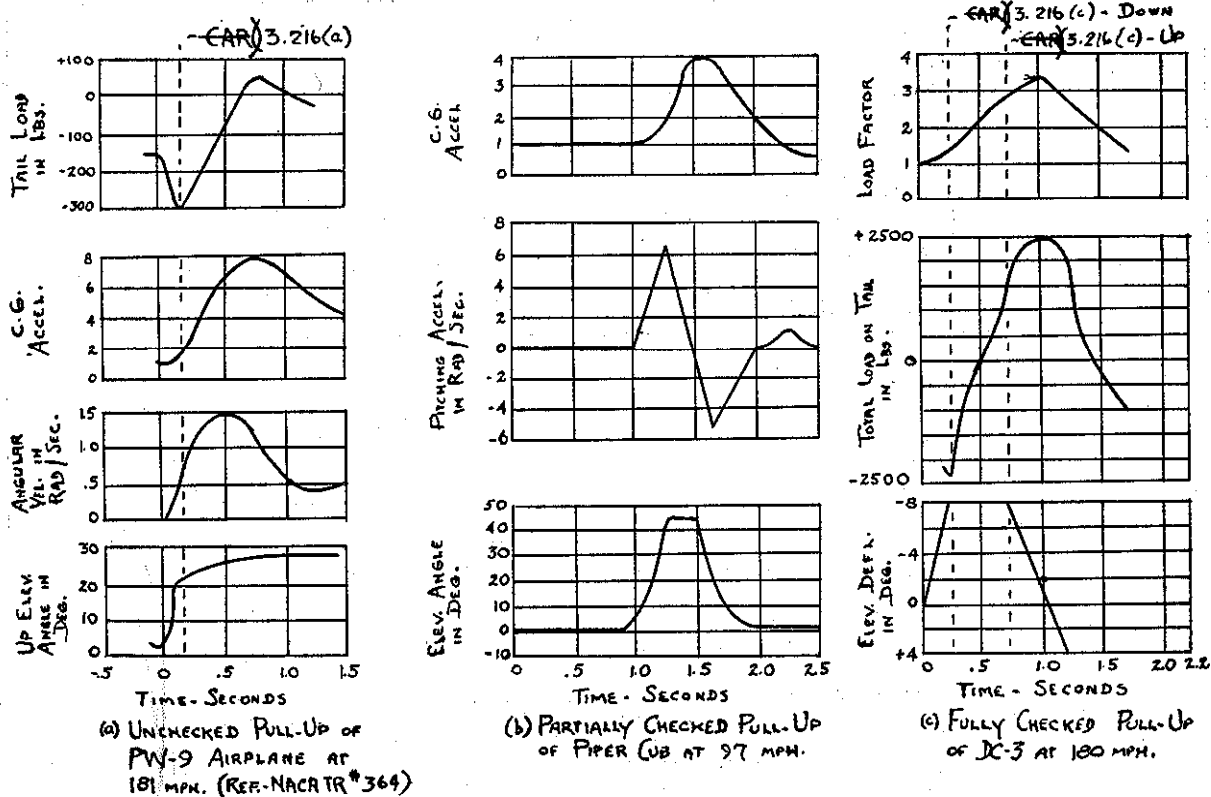 CAR) 3.216(a)
TAIL LOAD
IN LBS.
+100
0
-100
-200
-300
C.G.
ACCEL.
8
6
4
2
0
ANGULAR
VEL. IN
RAD/SEC.
15
1.0
.5
0
UP ELEV.
ANGLE IN
DEG.
30
20
10
0
-.5
0
.5
1.0
1.5
TIME - SECONDS
(a) UNCHECKED PULL-UP OF
PW-9 AIRPLANE AT
181 MPH. (REF.-NACA TR #364)
C.G.
ACCEL
4
3
2
1
0
PITCHING ACCEL.
IN RAD/SEC.
8
6
4
2
0
-2
-4
-6
ELEV. ANGLE
IN DEG.
50
40
30
20
10
0
-10
0
.5
1.0
1.5
2.0
2.5
TIME - SECONDS
(b) PARTIALLY CHECKED PULL-UP
OF PIPER CUB AT 97 MPH.
CAR) 3.216(c) - DOWN
CAR) 3.216(c) - UP
LOAD FACTOR
4
3
2
1
0
TOTAL LOAD ON TAIL
IN LBS.
+2500
0
-2500
ELEV. DEFL.
IN DEG.
-8
-4
0
+4
0
.5
1.0
1.5
20
22
TIME - SECONDS
(c) FULLY CHECKED PULL-UP
OF DC-3 AT 180 MPH.